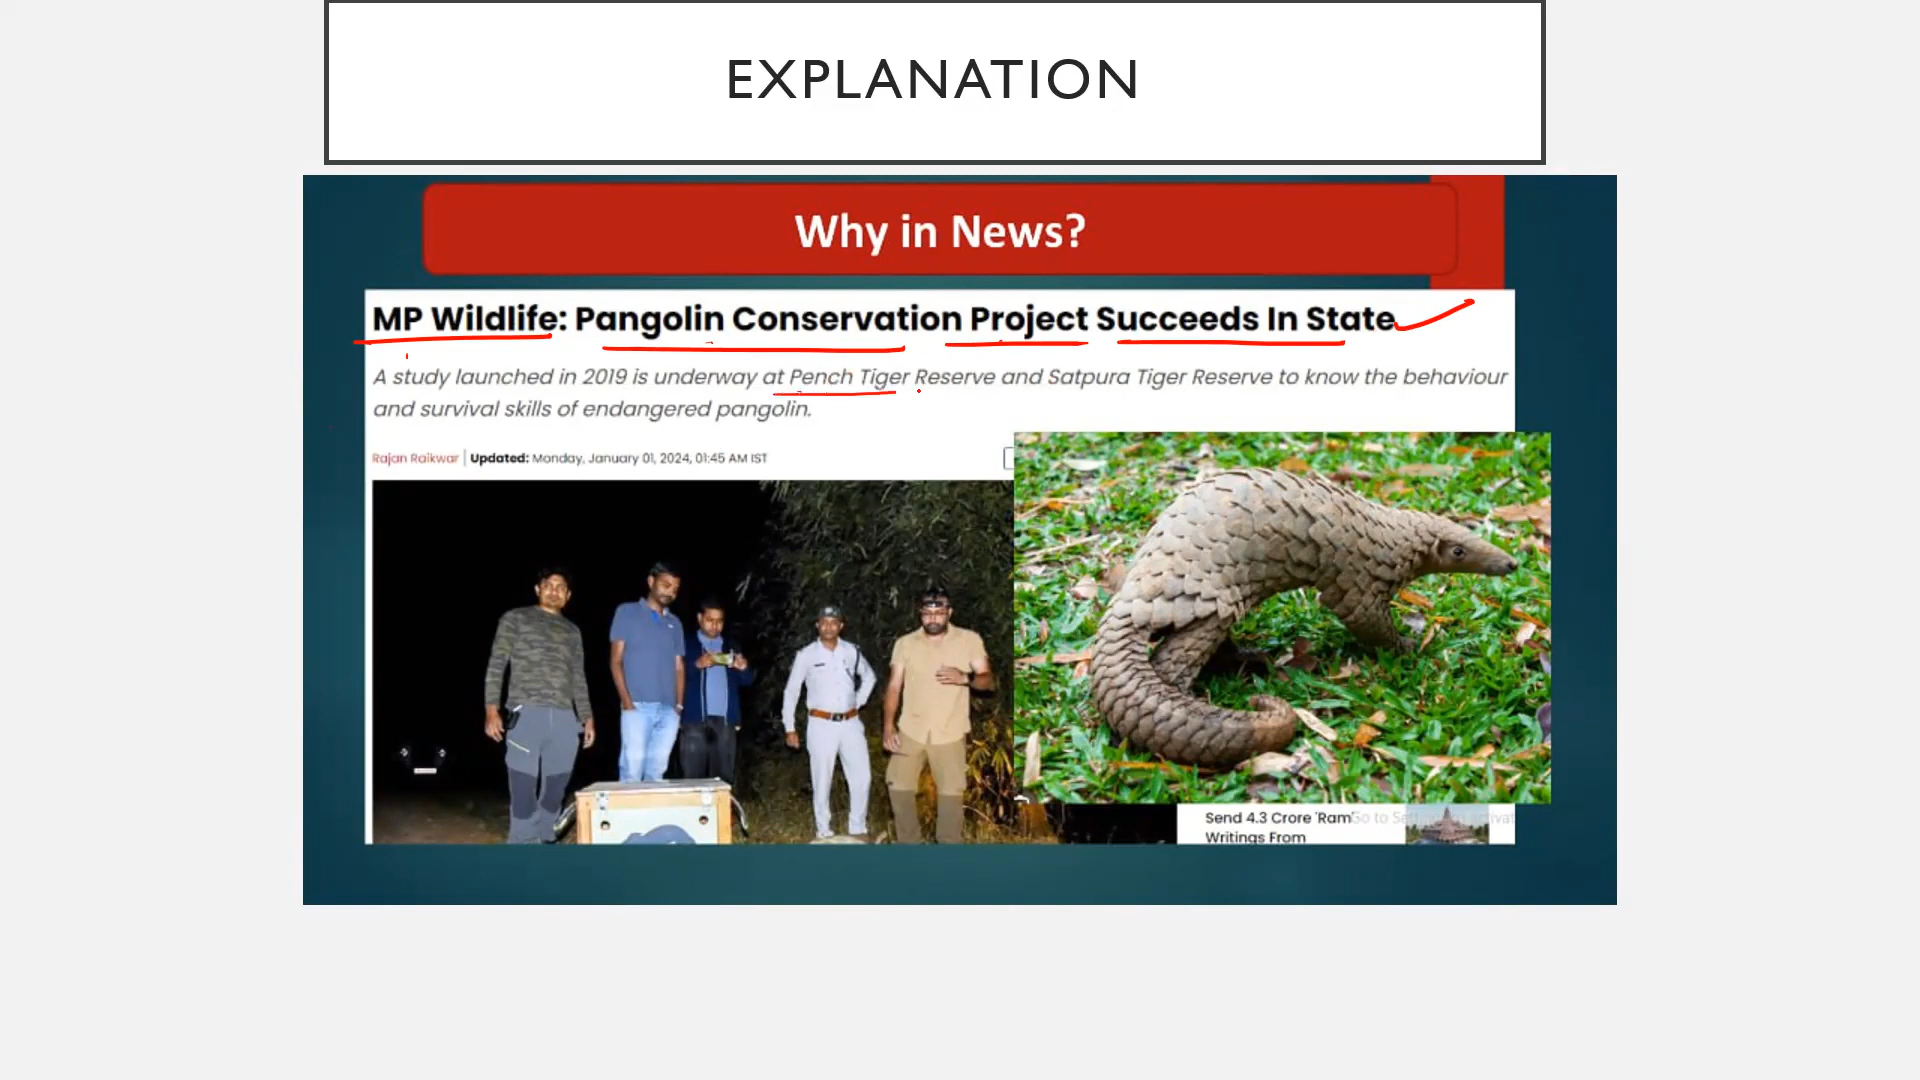 EXPLANATION
Why in News?
MP Wildlife: Pangolin Conservation Project Succeeds In State
A study launched in 2019 is underway at Pench Tiger Reserve and Satpura Tiger Reserve to know the behaviour
and survival skills of endangered pangolin.
Rajan Raikwar | Updated: Monday, January 01, 2024, 01:45 AM IST
Send 4.3 Crore 'Ram'
Writings From